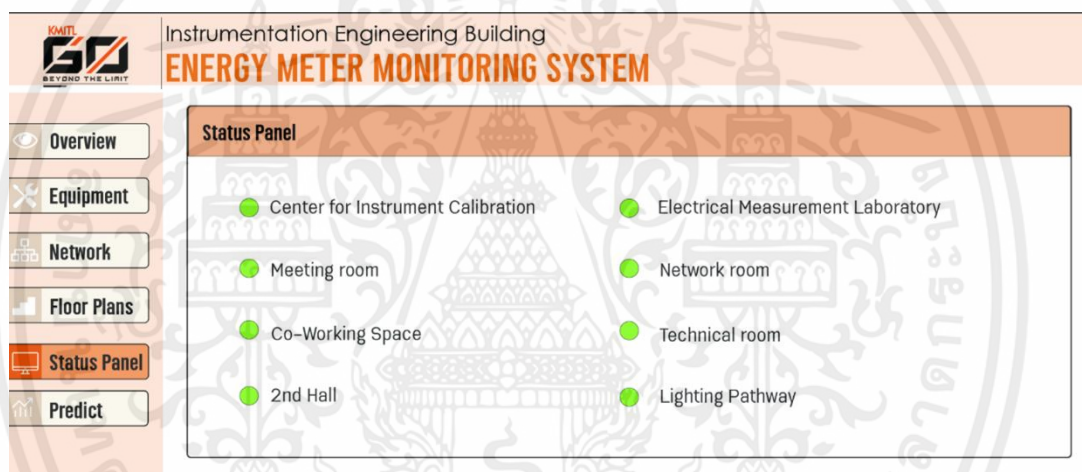 KMITL
GO
BEYOND THE LIMIT
Instrumentation Engineering Building
ENERGY METER MONITORING SYSTEM
Overview
Equipment
Network
Floor Plans
Status Panel
Predict
Status Panel
Center for Instrument Calibration
Electrical Measurement Laboratory
Meeting room
Network room
Co-Working Space
Technical room
2nd Hall
Lighting Pathway